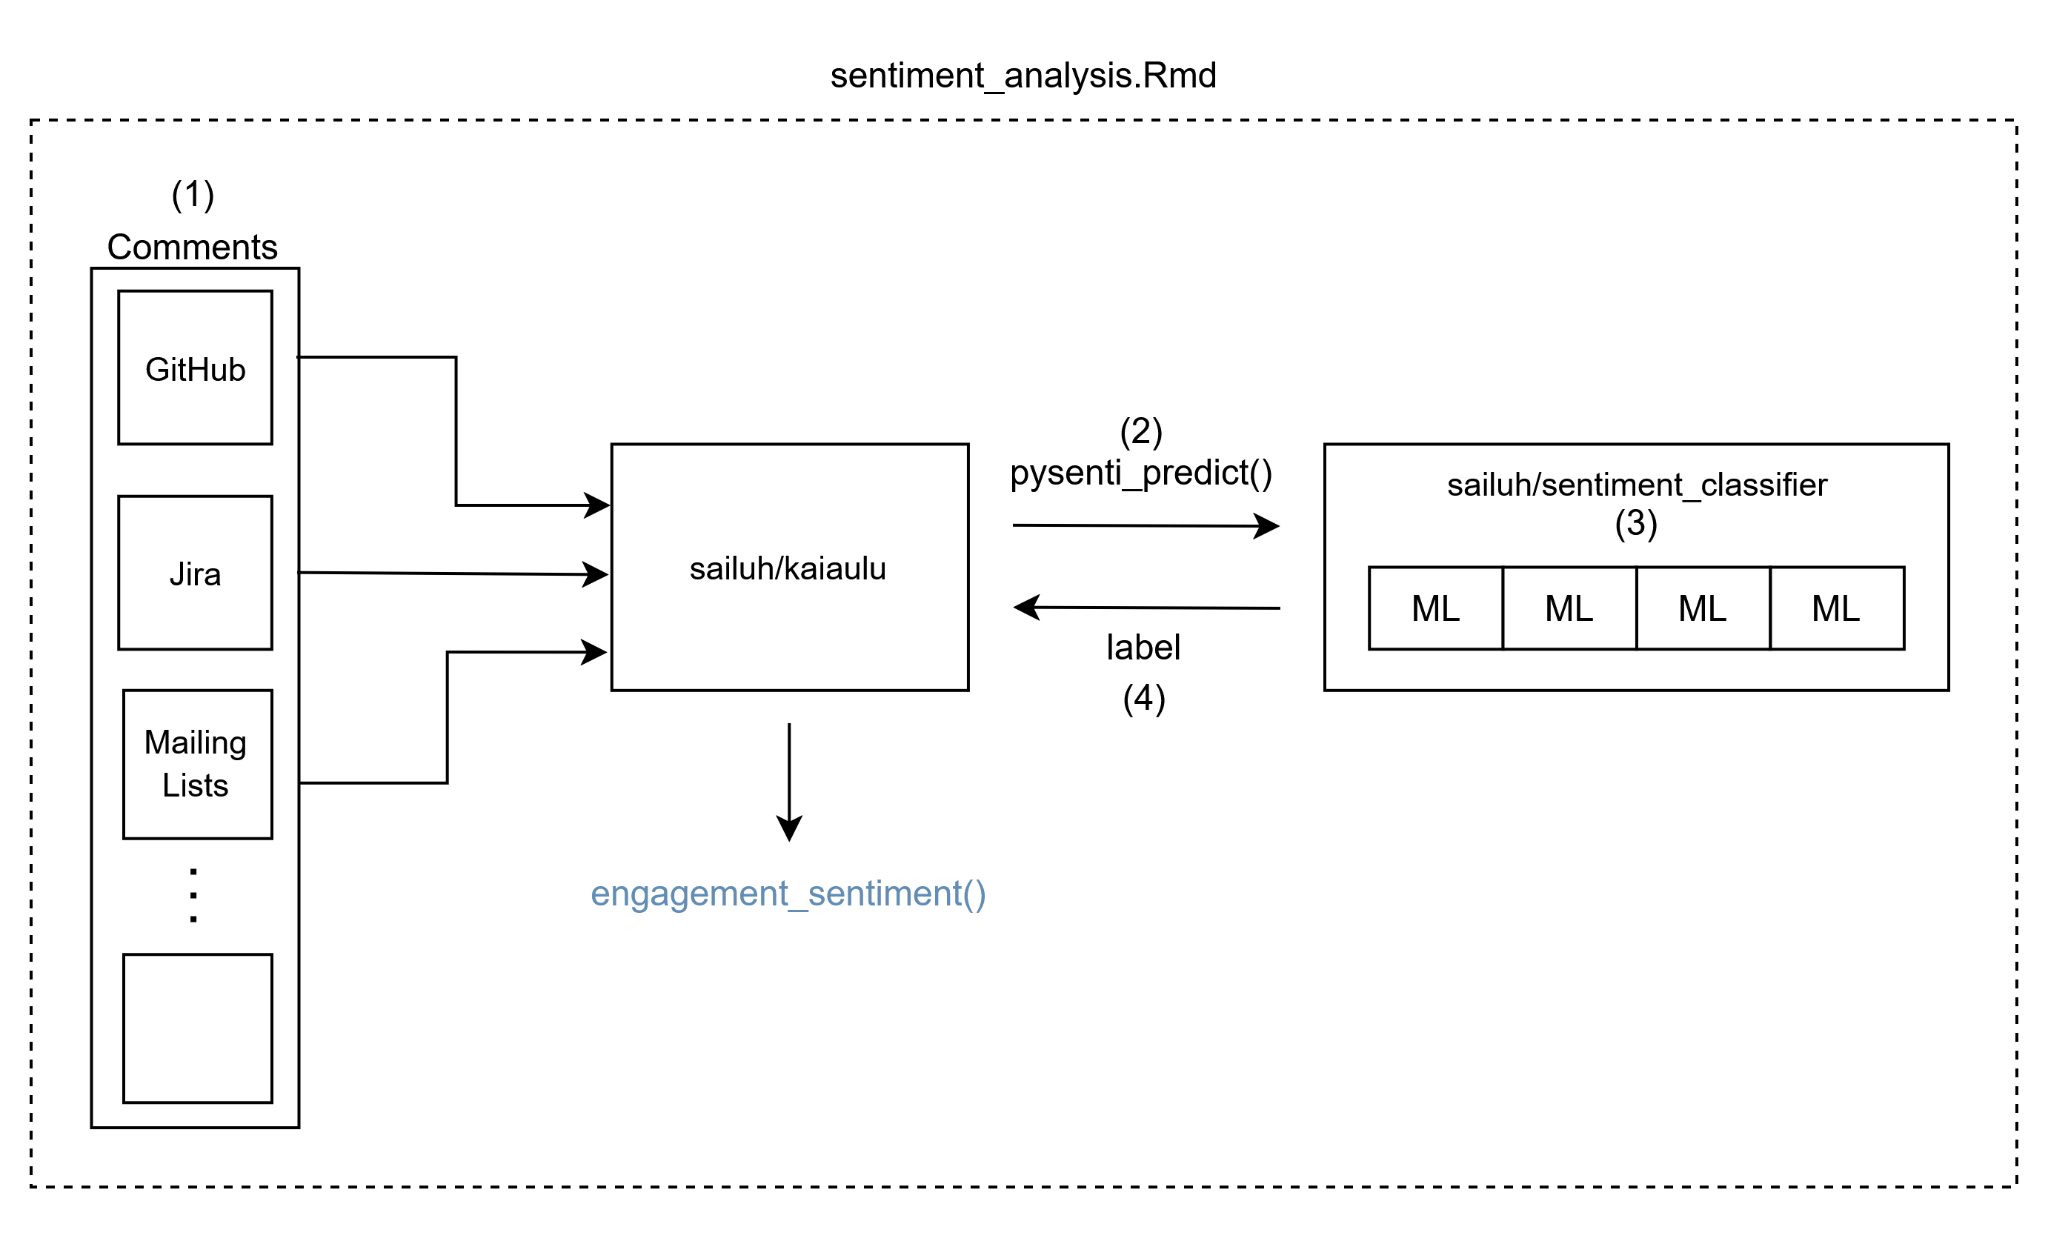 sentiment_analysis.Rmd
(1)
Comments
GitHub
Jira
Mailing
Lists
sailuh/kaiaulu
engagement_sentiment()
(2)
pysenti_predict()
label
(4)
sailuh/sentiment_classifier
(3)
ML ML ML ML